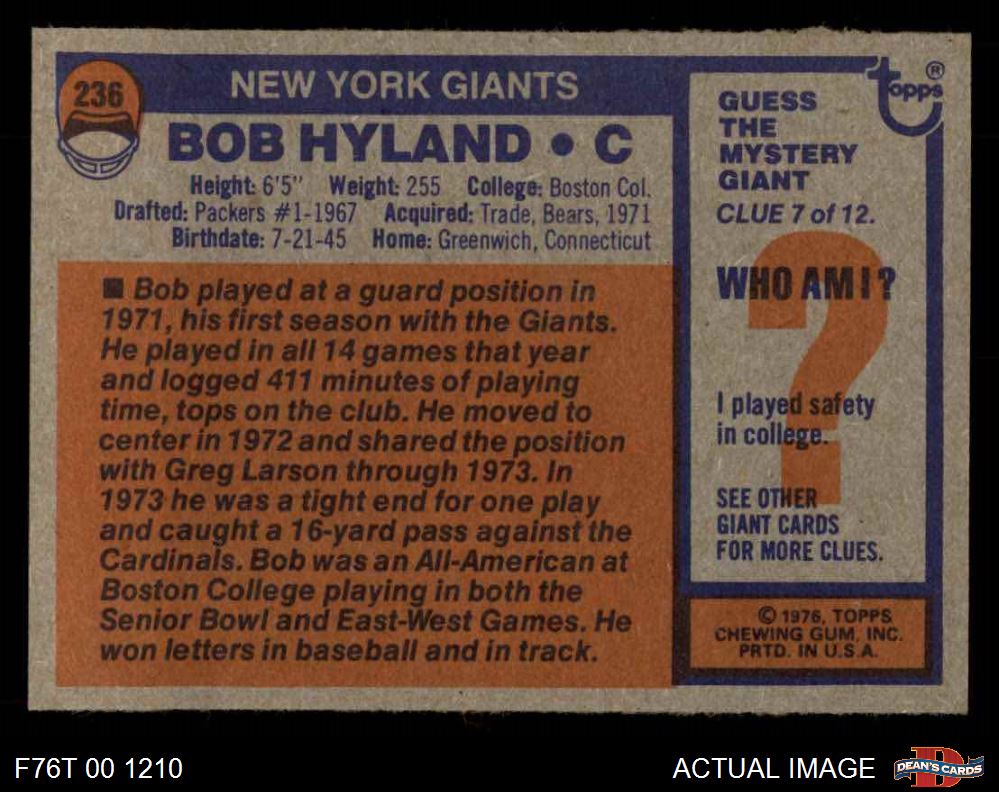 236
NEW YORK GIANTS
BOB HYLAND • C
Height: 6'5" Weight: 255 College: Boston Col.
Drafted: Packers #1-1967 Acquired: Trade, Bears, 1971
Birthdate: 7-21-45 Home: Greenwich, Connecticut
■ Bob played at a guard position in
1971, his first season with the Giants.
He played in all 14 games that year
and logged 411 minutes of playing
time, tops on the club. He moved to
center in 1972 and shared the position
with Greg Larson through 1973. In
1973 he was a tight end for one play
and caught a 16-yard pass against the
Cardinals. Bob was an All-American at
Boston College playing in both the
Senior Bowl and East-West Games. He
won letters in baseball and in track.
topps ®
GUESS
THE
MYSTERY
GIANT
CLUE 7 of 12.
WHO AM I?
I played safety
in college.
SEE OTHER
GIANT CARDS
FOR MORE CLUES.
© 1976, TOPPS
CHEWING GUM, INC.
PRTD. IN U.S.A.
F76T 00 1210
ACTUAL IMAGE
D
DEAN'S CARDS